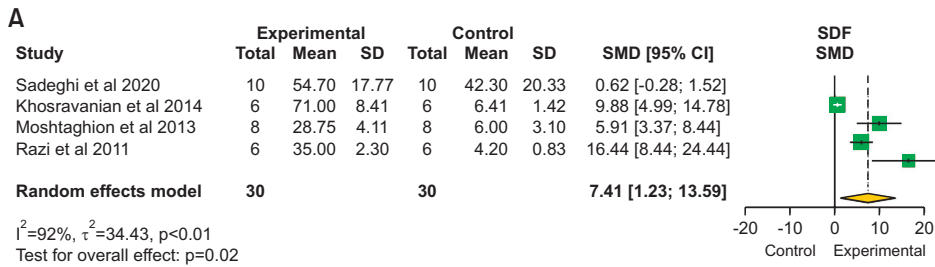 A
Experimental Control SDF
Study Total Mean SD Total Mean SD SMD [95% CI] SMD
Sadeghi et al 2020 10 54.70 17.77 10 42.30 20.33 0.62 [-0.28; 1.52]
Khosravanian et al 2014 6 71.00 8.41 6 6.41 1.42 9.88 [4.99; 14.78]
Moshtaghion et al 2013 8 28.75 4.11 8 6.00 3.10 5.91 [3.37; 8.44]
Razi et al 2011 6 35.00 2.30 6 4.20 0.83 16.44 [8.44; 24.44]
Random effects model 30 30 7.41 [1.23; 13.59]
I²=92%, τ²=34.43, p<0.01
-20 -10 0 10 20
Test for overall effect: p=0.02 Control Experimental